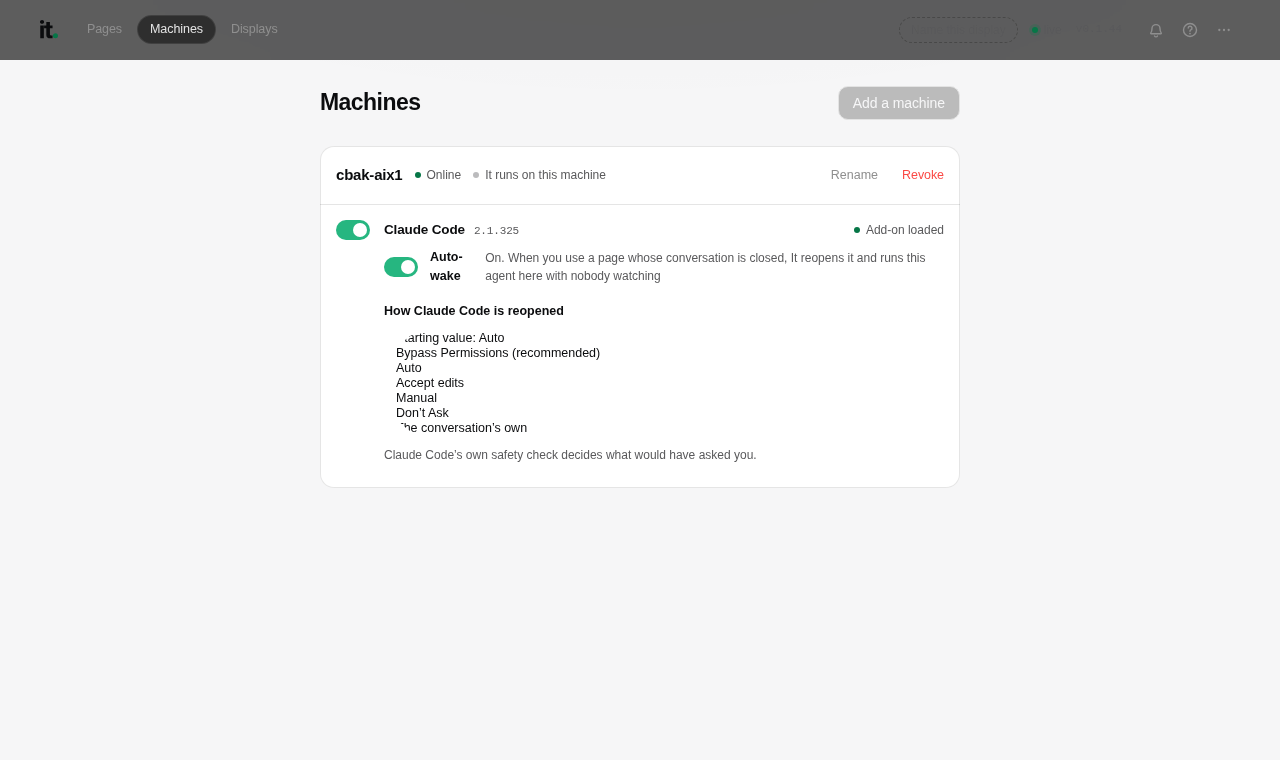 it.
Pages
Machines
Displays
Machines
Add a machine
cbak-aix1
Online
It runs on this machine
Rename
Revoke
Claude Code 2.1.325
Add-on loaded
Auto-
wake
On. When you use a page whose conversation is closed, It reopens it and runs this
agent here with nobody watching
How Claude Code is reopened
arting value: Auto
Bypass Permissions (recommended)
Auto
Accept edits
Manual
Don’t Ask
he conversation’s own
Claude Code’s own safety check decides what would have asked you.